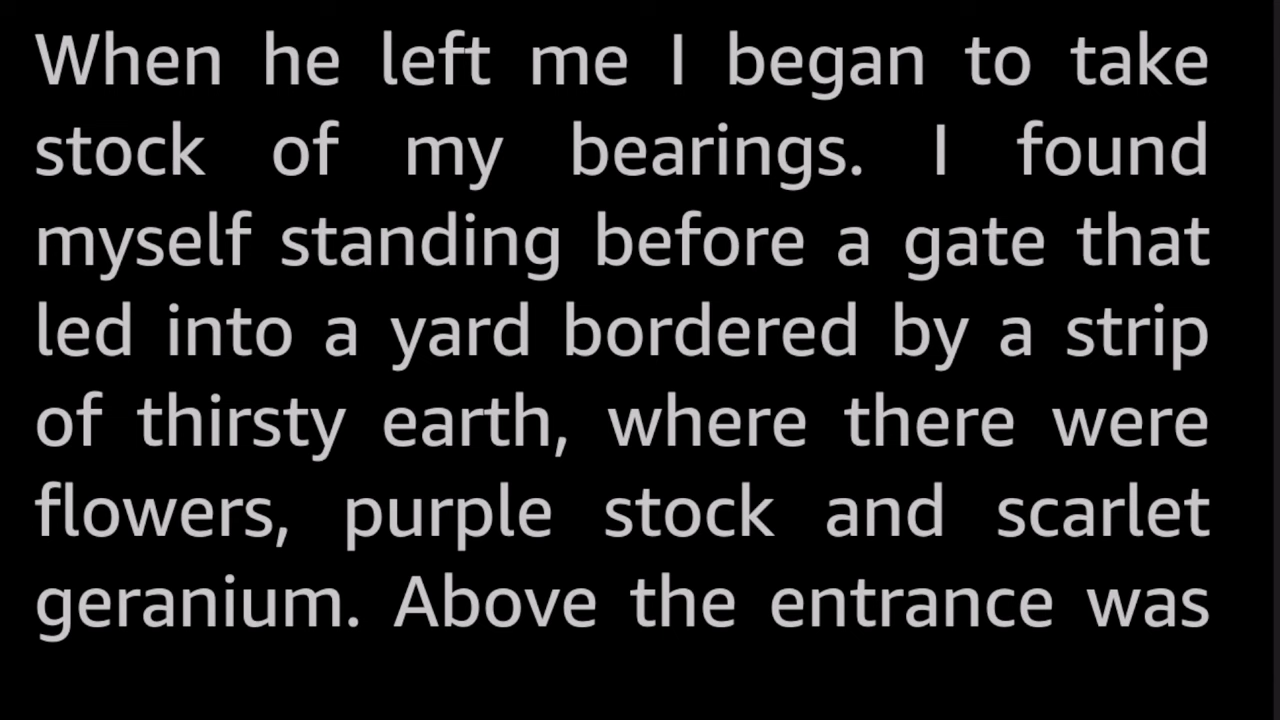 When he left me I began to take
stock of my bearings. I found
myself standing before a gate that
led into a yard bordered by a strip
of thirsty earth, where there were
flowers, purple stock and scarlet
geranium. Above the entrance was